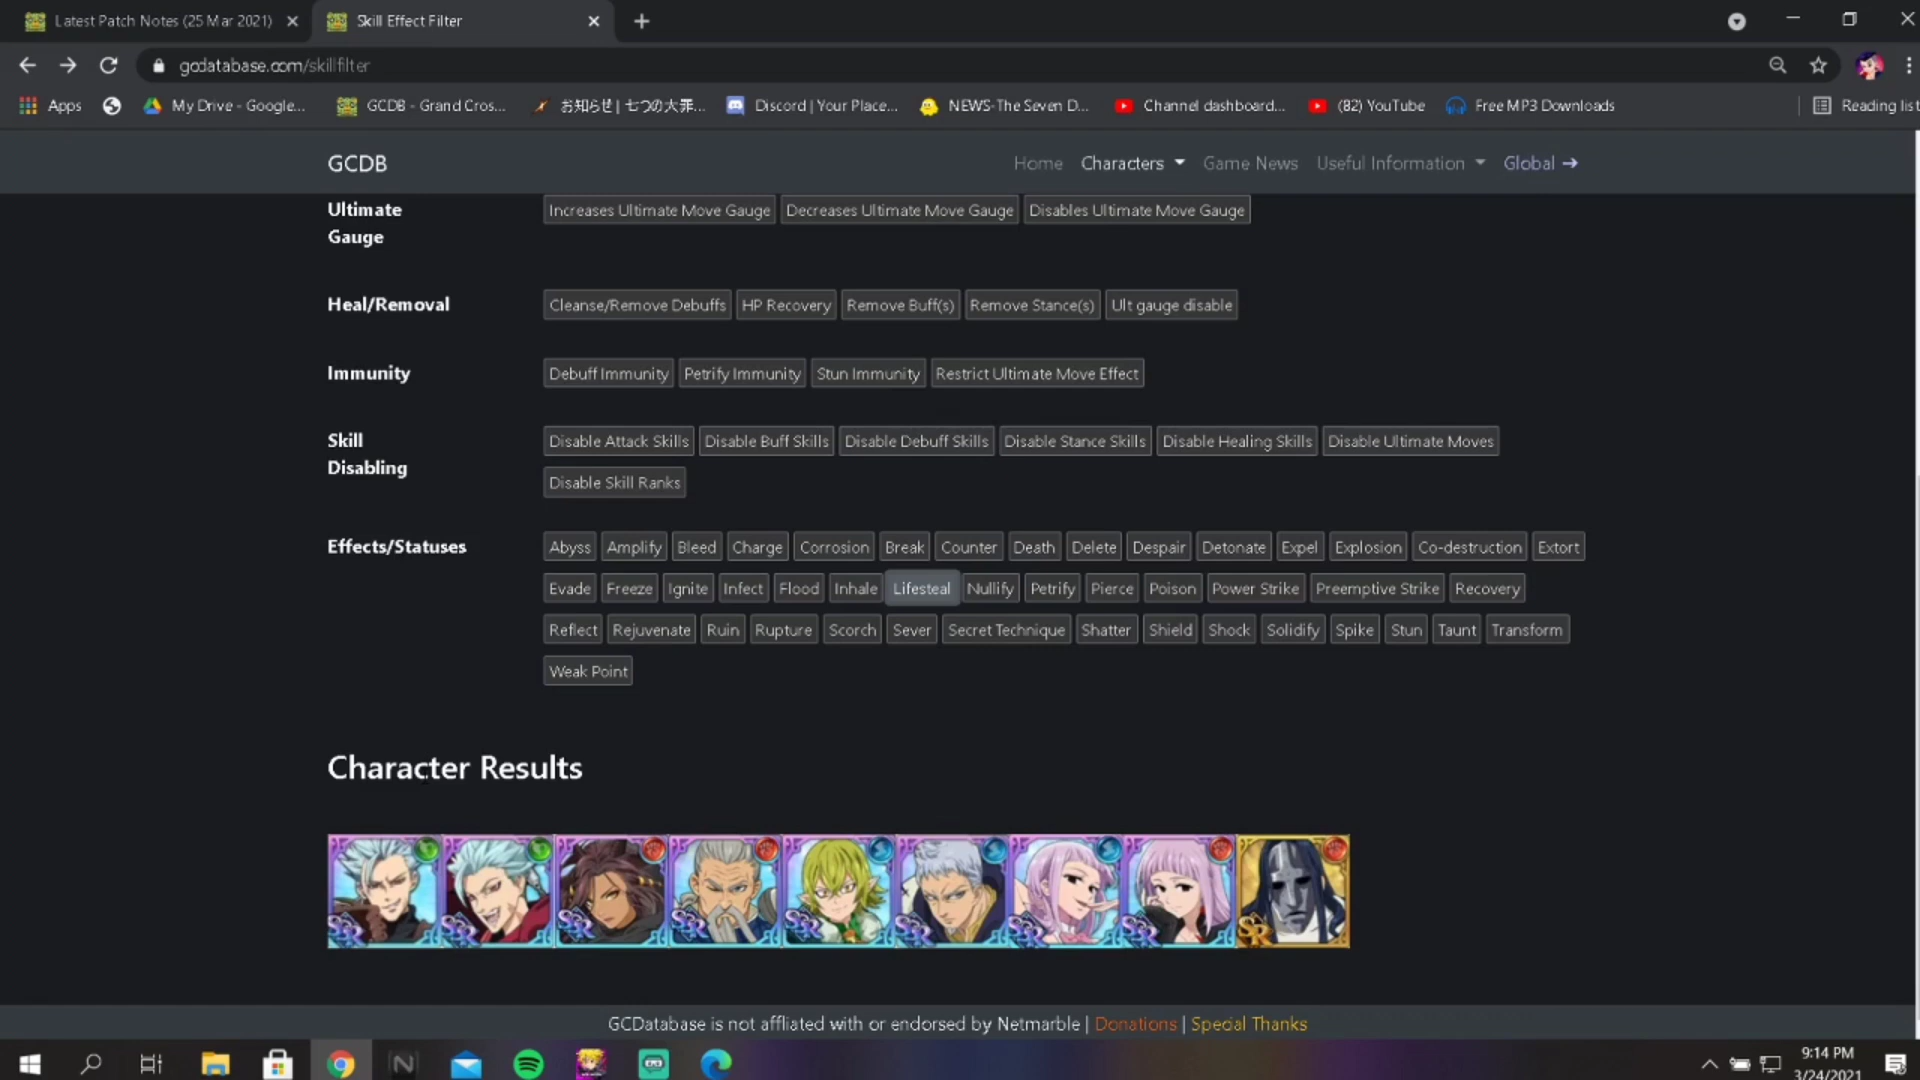 Latest Patch Notes (25 Mar 2021)
Skill Effect Filter
gcdatabase.com/skillfilter
Apps My Drive - Google... GCDB - Grand Cros... お知らせ | 七つの大罪... Discord | Your Place... NEWS-The Seven D... Channel dashboard... (82) YouTube Free MP3 Downloads Reading list
GCDB Home Characters Game News Useful Information Global →
Ultimate Gauge
Increases Ultimate Move Gauge Decreases Ultimate Move Gauge Disables Ultimate Move Gauge
Heal/Removal Cleanse/Remove Debuffs HP Recovery Remove Buff(s) Remove Stance(s) Ult gauge disable
Immunity Debuff Immunity Petrify Immunity Stun Immunity Restrict Ultimate Move Effect
Skill Disabling
Disable Attack Skills Disable Buff Skills Disable Debuff Skills Disable Stance Skills Disable Healing Skills Disable Ultimate Moves
Disable Skill Ranks
Effects/Statuses Abyss Amplify Bleed Charge Corrosion Break Counter Death Delete Despair Detonate Expel Explosion Co-destruction Extort
Evade Freeze Ignite Infect Flood Inhale Lifesteal Nullify Petrify Pierce Poison Power Strike Preemptive Strike Recovery
Reflect Rejuvenate Ruin Rupture Scorch Sever Secret Technique Shatter Shield Shock Solidify Spike Stun Taunt Transform
Weak Point
Character Results
SSR SSR SSR SSR SSR SSR SSR SSR SR
GCDatabase is not affliated with or endorsed by Netmarble | Donations | Special Thanks
9:14 PM
3/24/2021